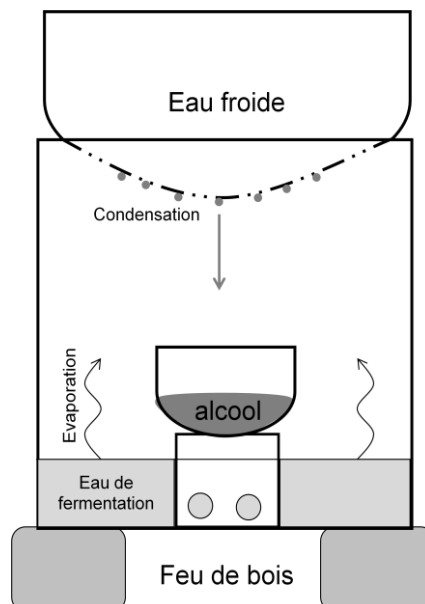 Eau froide
Condensation
Evaporation
alcool
Eau de
fermentation
Feu de bois